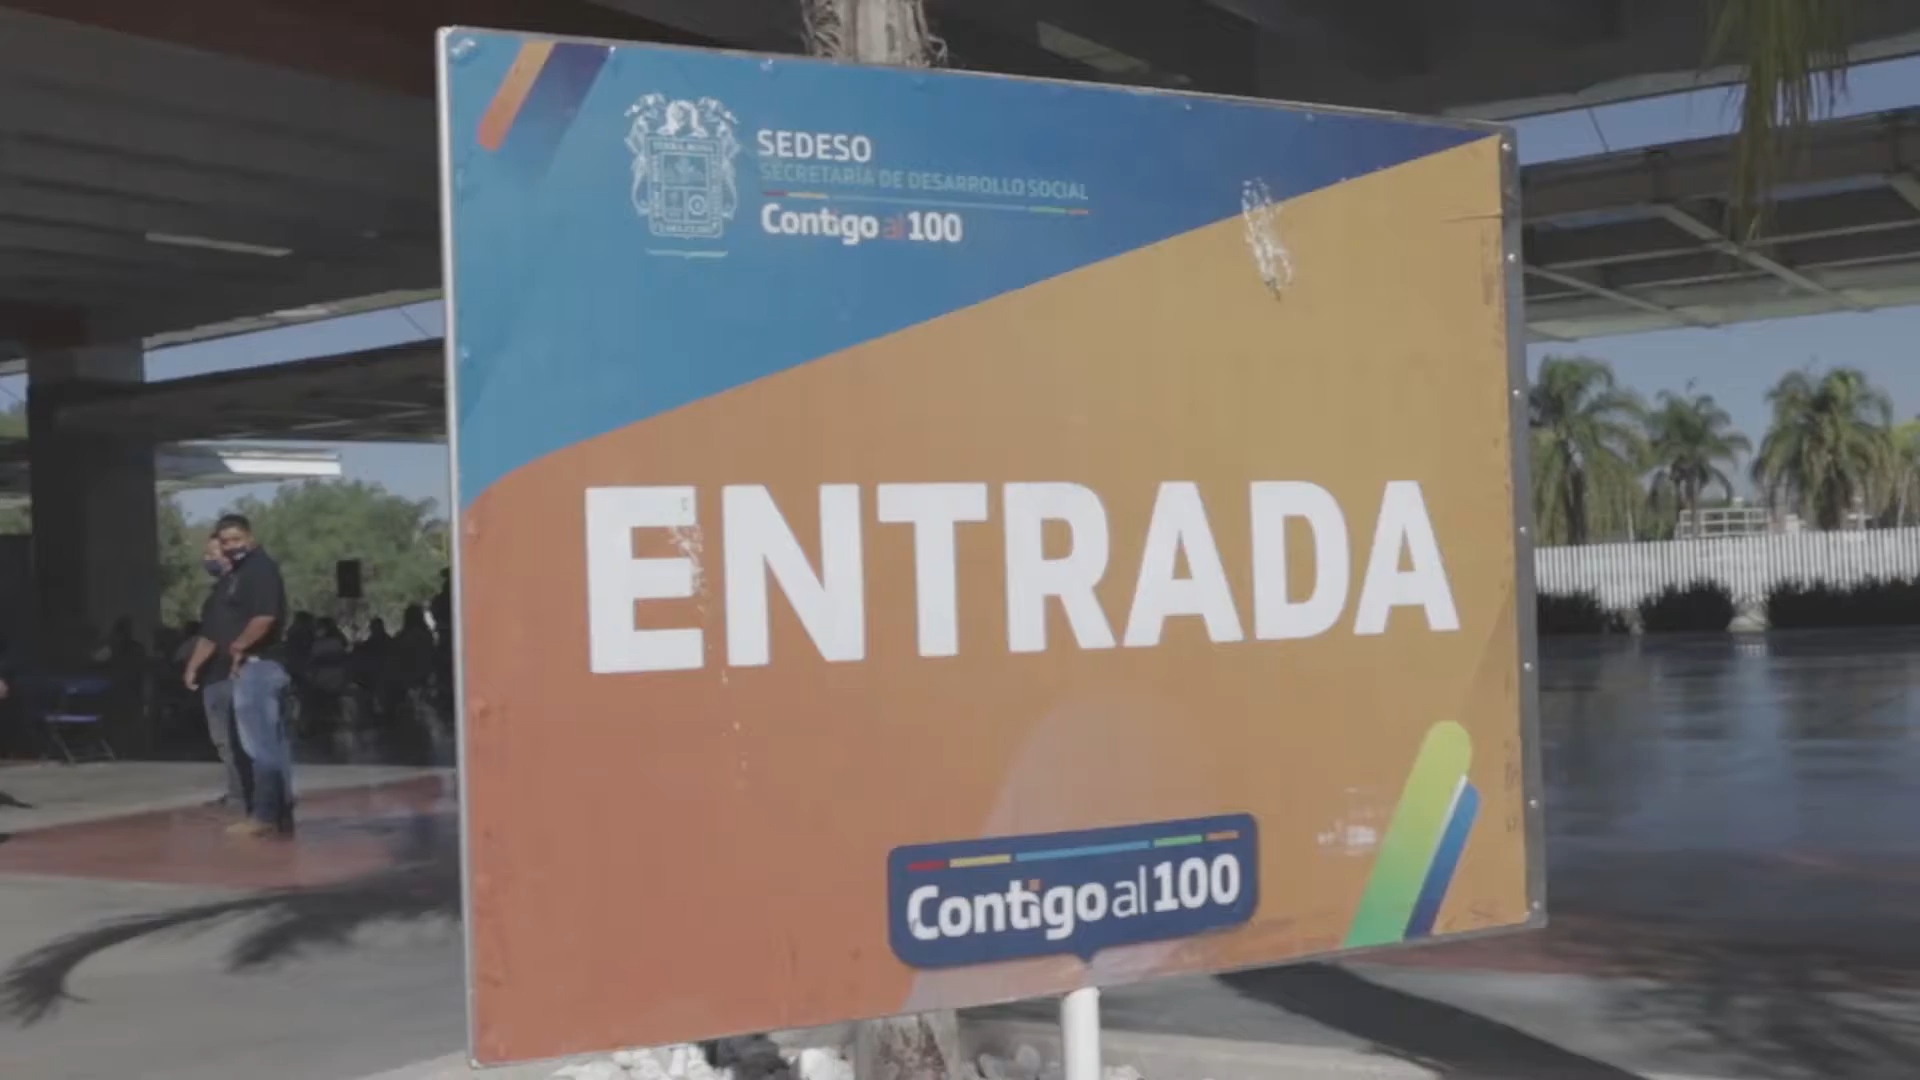 SEDESO
SECRETARÍA DE DESARROLLO SOCIAL
Contigo al 100
ENTRADA
Contigo al 100